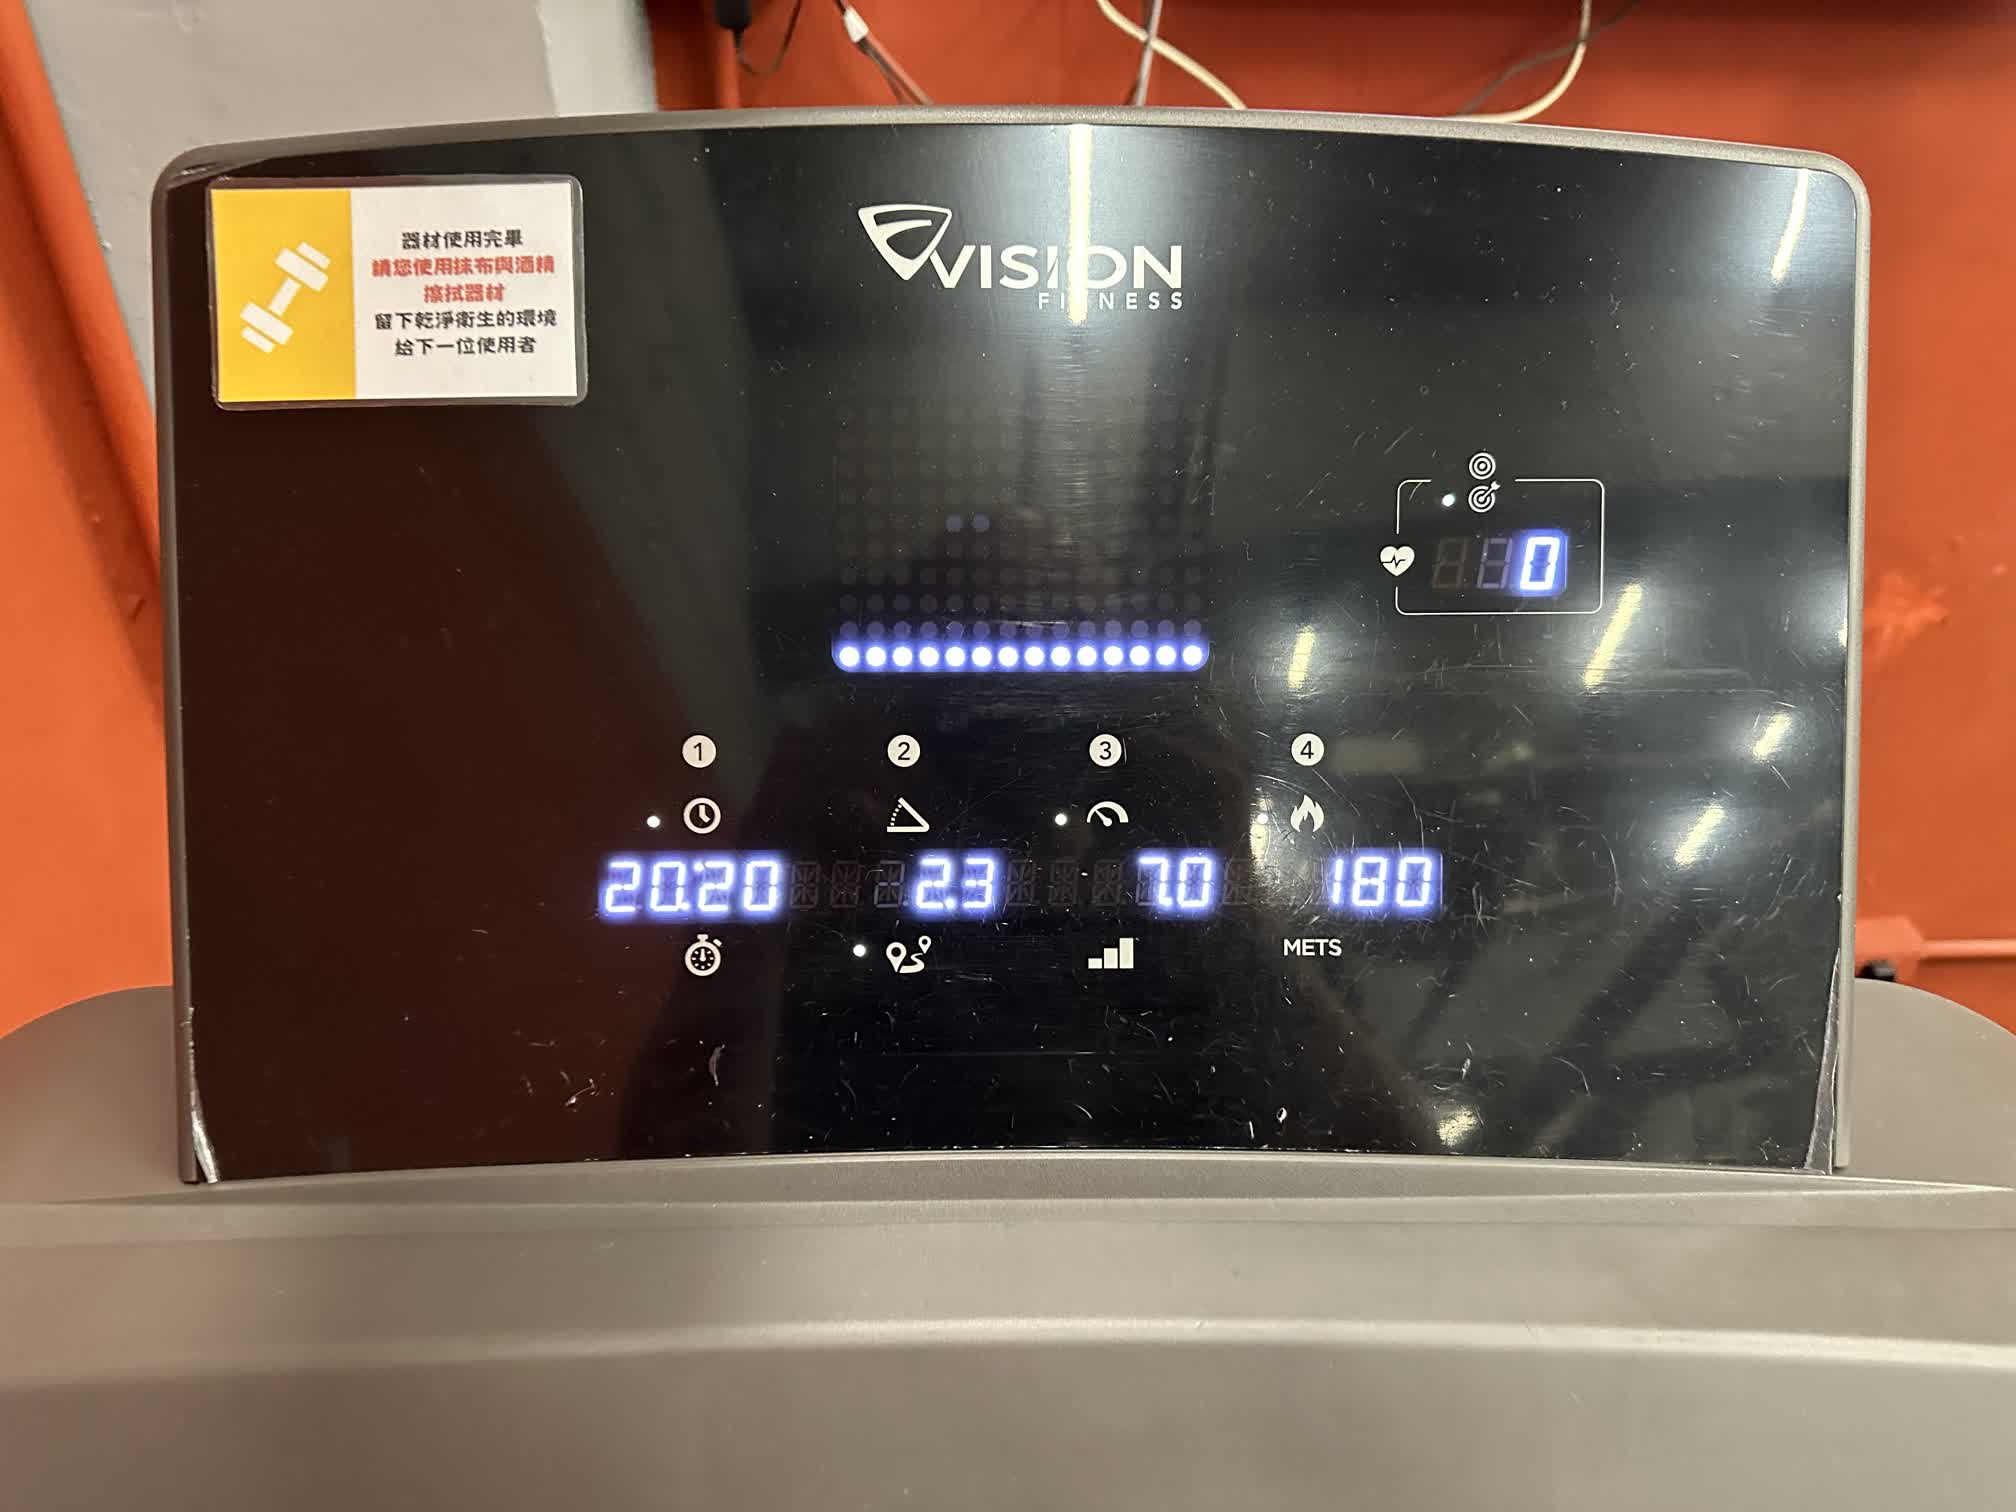 器材使用完畢
請您使用抹布與酒精
擦拭器材
留下乾淨衛生的環境
給下一位使用者
VISION
FITNESS
0
1 2 3 4
20:20 2.3 7.0 180
METS